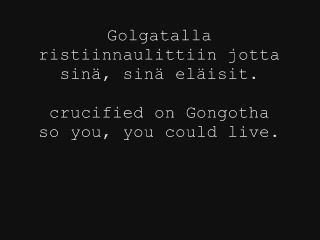 Golgatalla
ristiinnaulittiin jotta
sinä, sinä eläisit.
crucified on Gongotha
so you, you could live.